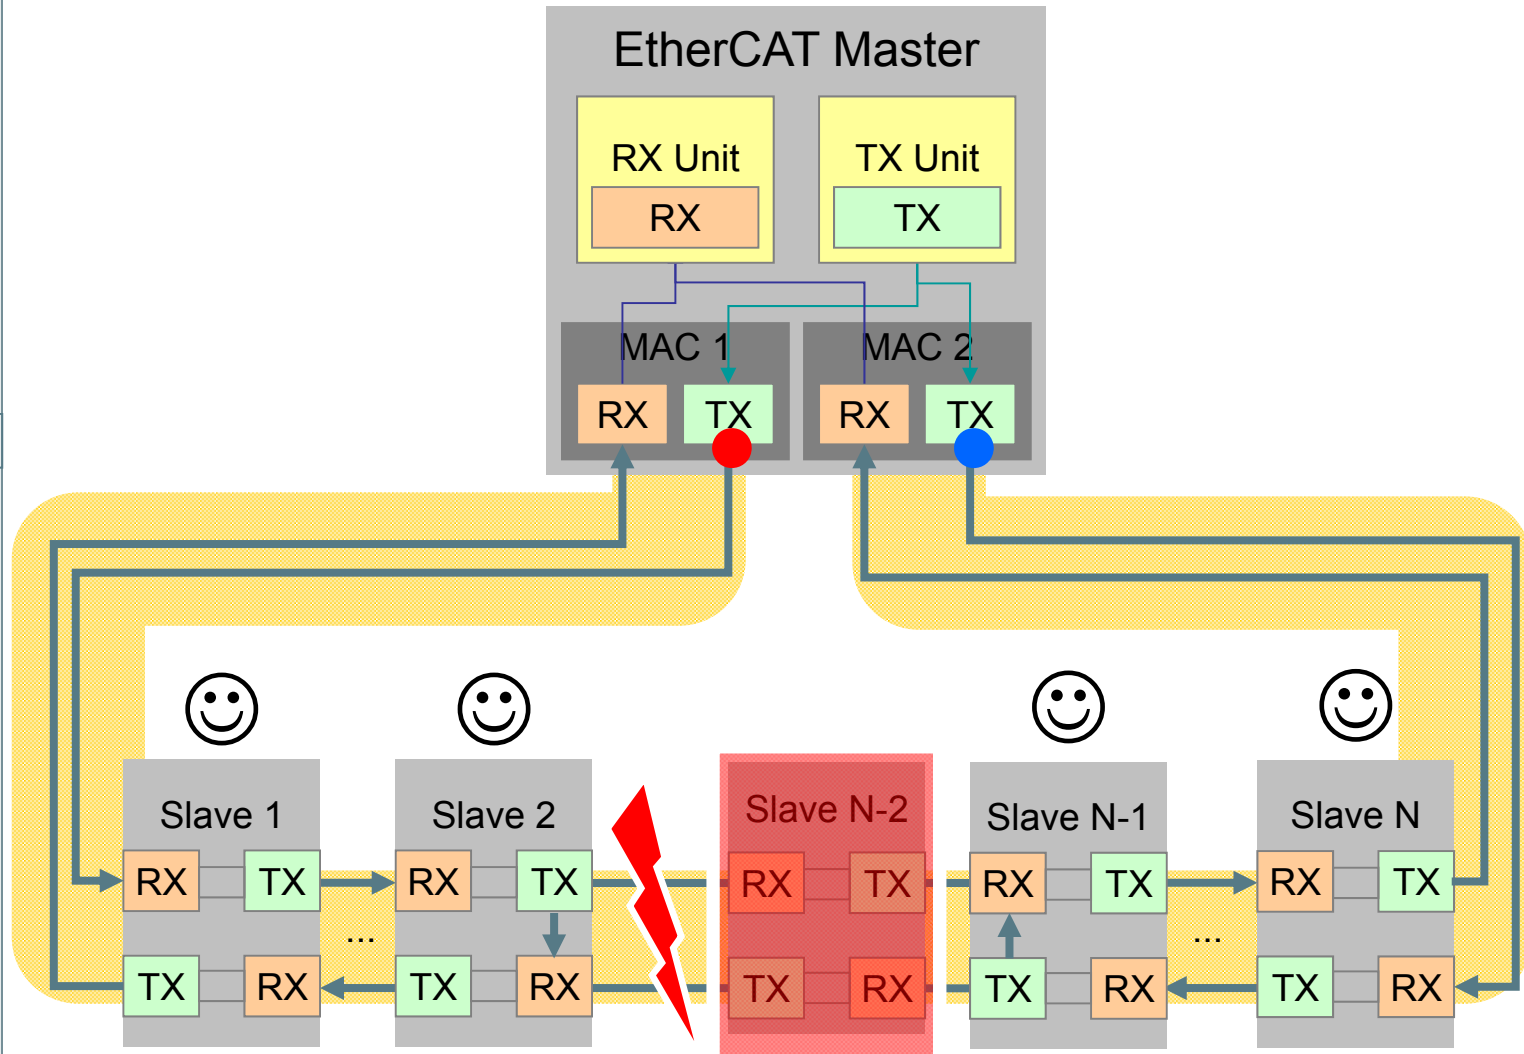 EtherCAT Master
RX Unit TX Unit
RX TX
MAC 1 MAC 2
RX TX RX TX
Slave 1 Slave 2 Slave N-2 Slave N-1 Slave N
RX TX RX TX RX TX RX TX RX TX
... ...
TX RX TX RX TX RX TX RX TX RX